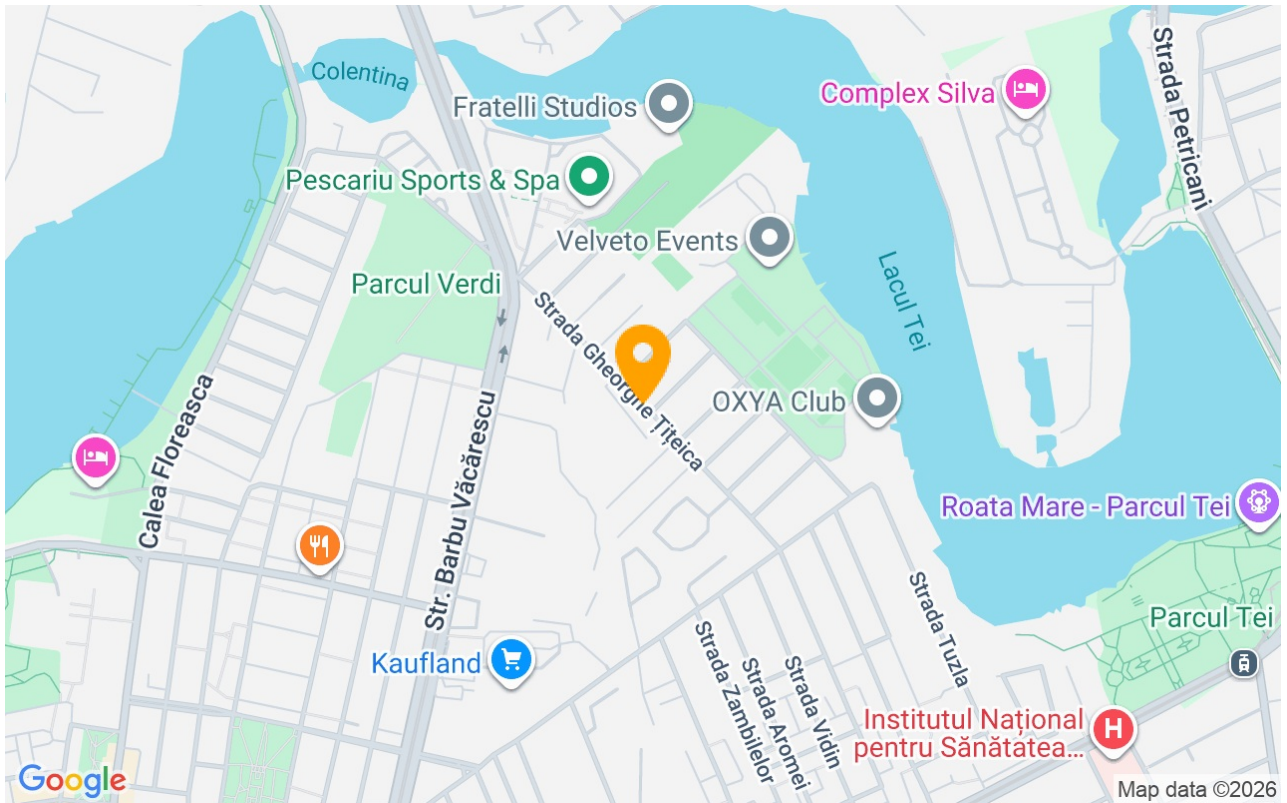 Colentina
Fratelli Studios
Complex Silva
Strada Petricani
Pescariu Sports & Spa
Velveto Events
Parcul Verdi
Lacul Tei
Strada Gheorghe Țițeica
OXYA Club
Calea Floreasca
Str. Barbu Văcărescu
Roata Mare - Parcul Tei
Parcul Tei
Strada Tuzla
Kaufland
Strada Zambilelor
Strada Aromei
Strada Vidin
Institutul Național
pentru Sănătatea...
H
Google
Map data ©2026